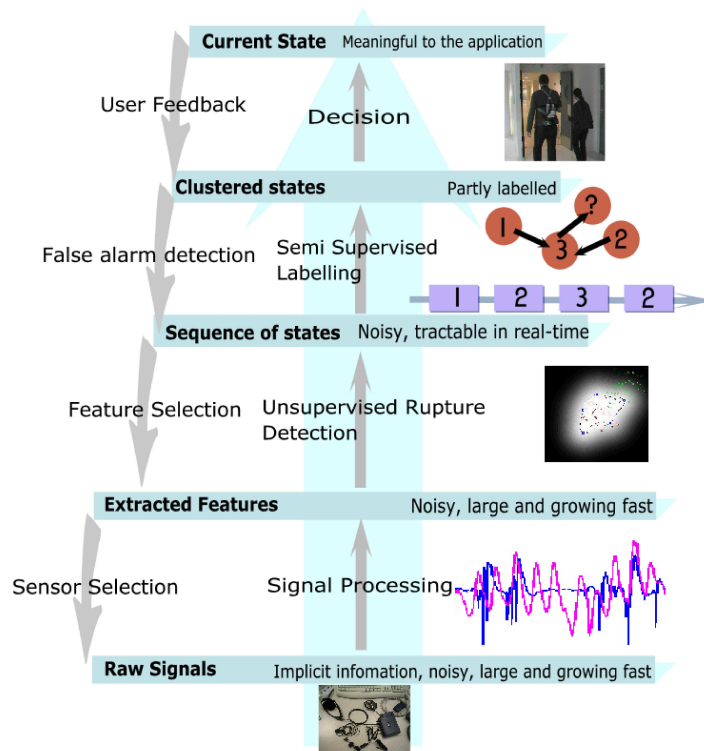 Current State Meaningful to the application
User Feedback
Decision
Clustered states Partly labelled
?
1
3
2
False alarm detection
Semi Supervised
Labelling
1 2 3 2
Sequence of states Noisy, tractable in real-time
Feature Selection
Unsupervised Rupture
Detection
Extracted Features Noisy, large and growing fast
Sensor Selection
Signal Processing
Raw Signals Implicit infomation, noisy, large and growing fast